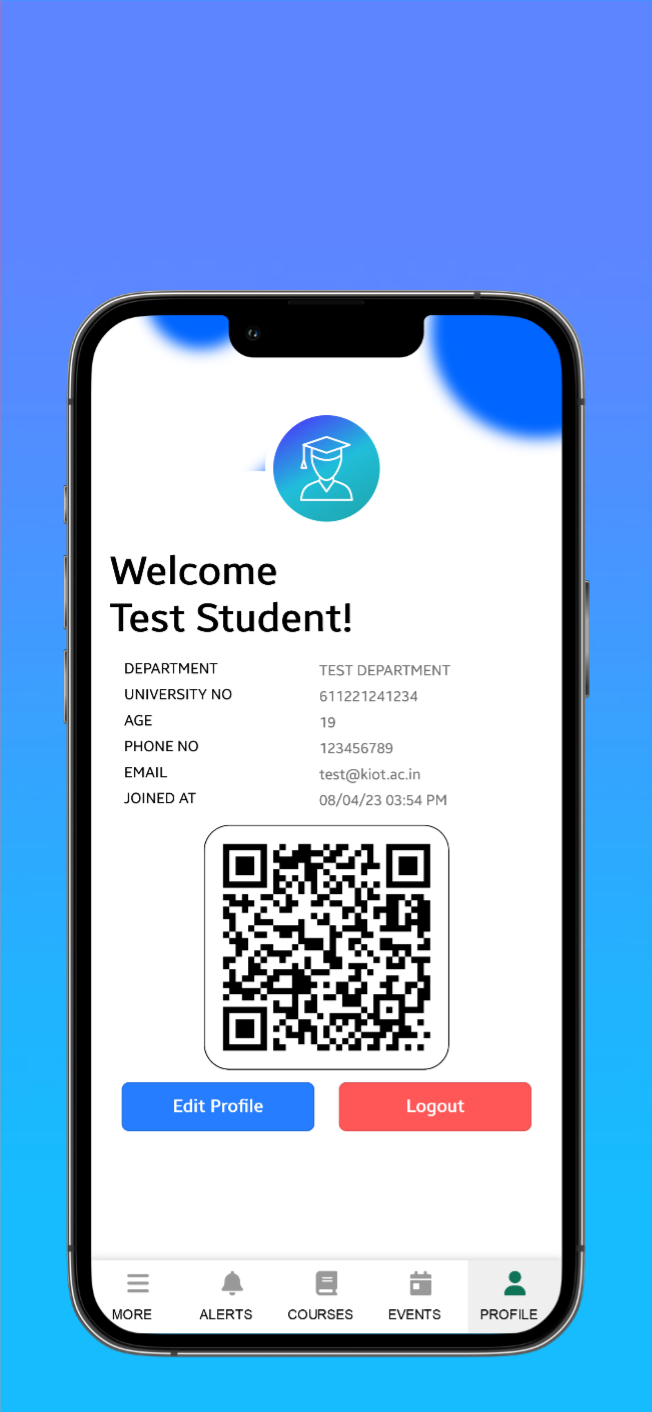 Welcome
Test Student!
DEPARTMENT TEST DEPARTMENT
UNIVERSITY NO 611221241234
AGE 19
PHONE NO 123456789
EMAIL test@kiot.ac.in
JOINED AT 08/04/23 03:54 PM
Edit Profile Logout
MORE ALERTS COURSES EVENTS PROFILE